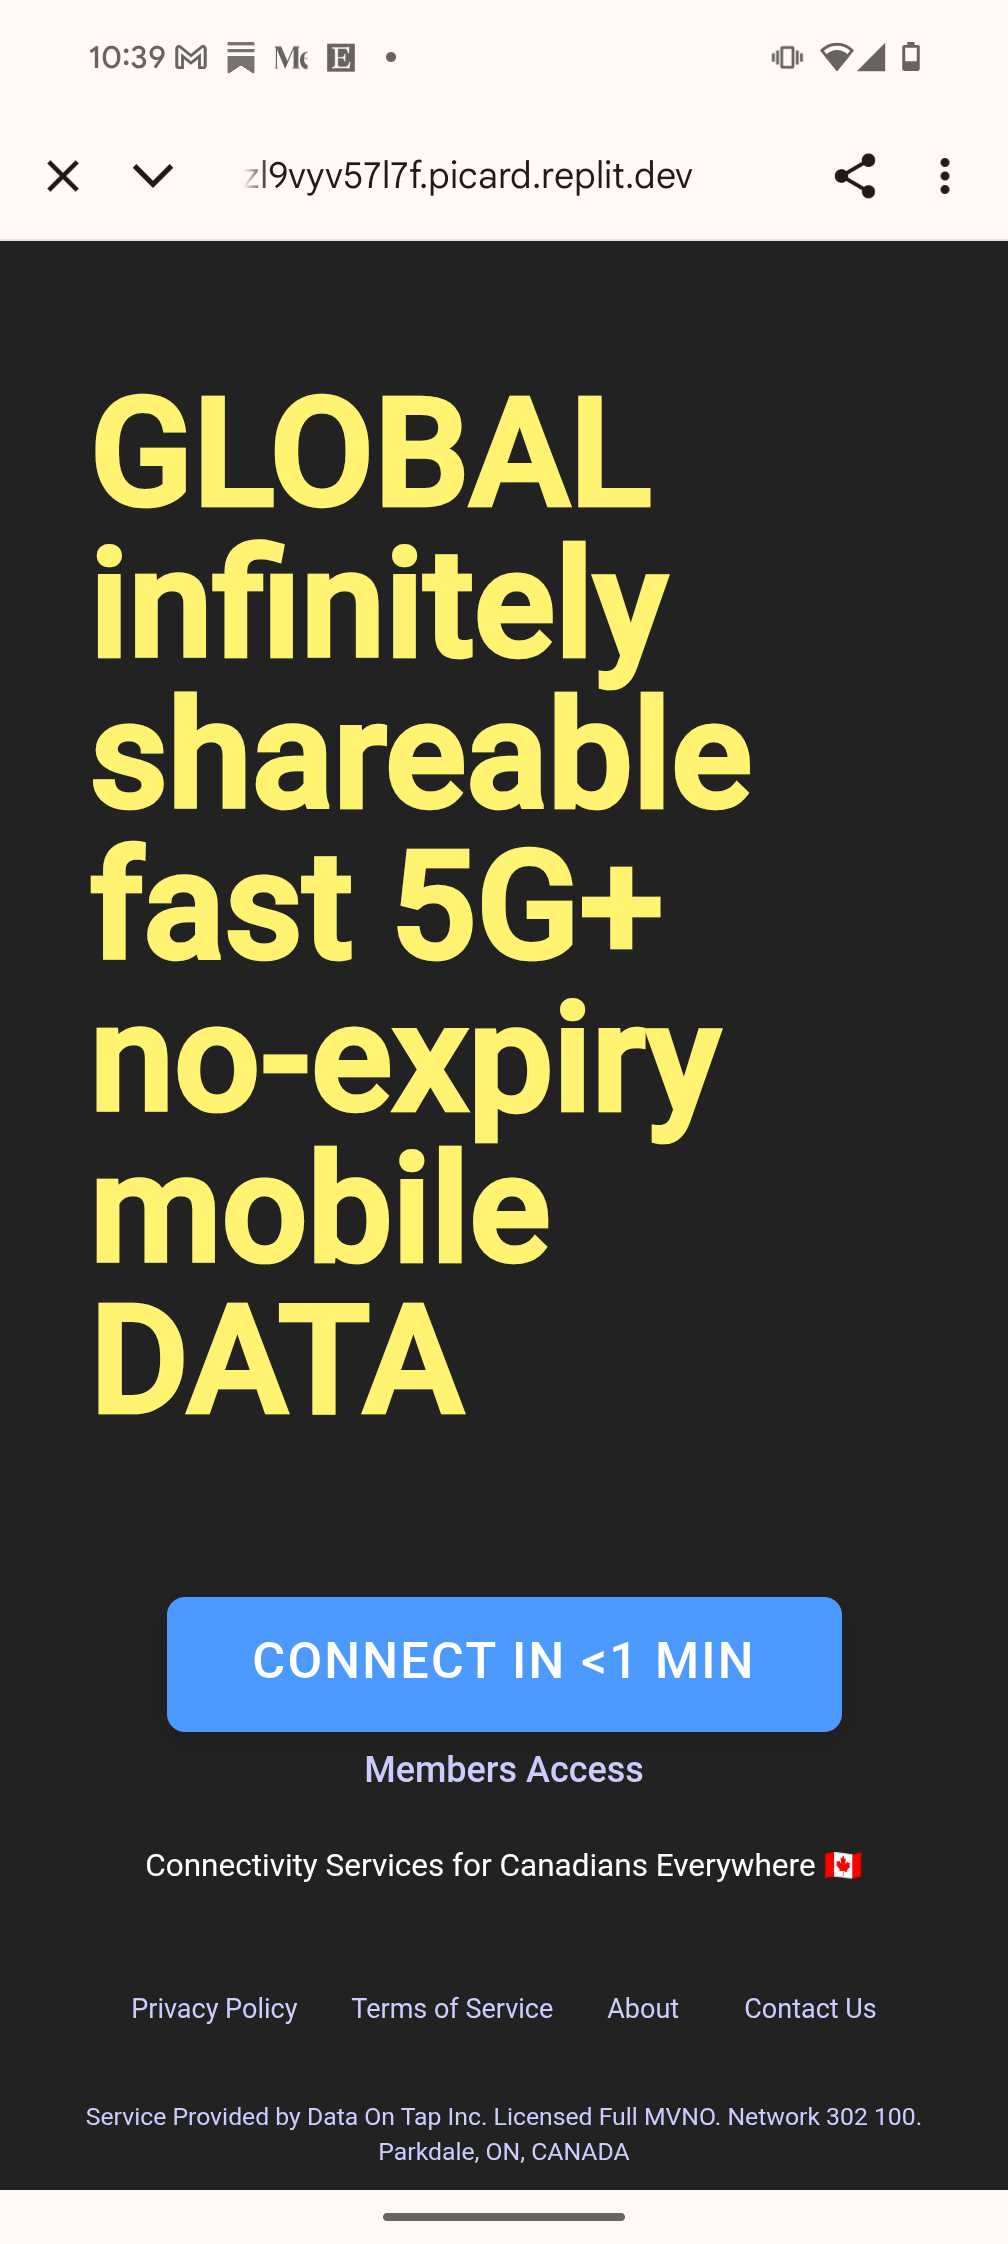 10:39
zl9vyv57l7f.picard.replit.dev
GLOBAL
infinitely
shareable
fast 5G+
no-expiry
mobile
DATA
CONNECT IN <1 MIN
Members Access
Connectivity Services for Canadians Everywhere 🇨🇦
Privacy Policy Terms of Service About Contact Us
Service Provided by Data On Tap Inc. Licensed Full MVNO. Network 302 100.
Parkdale, ON, CANADA